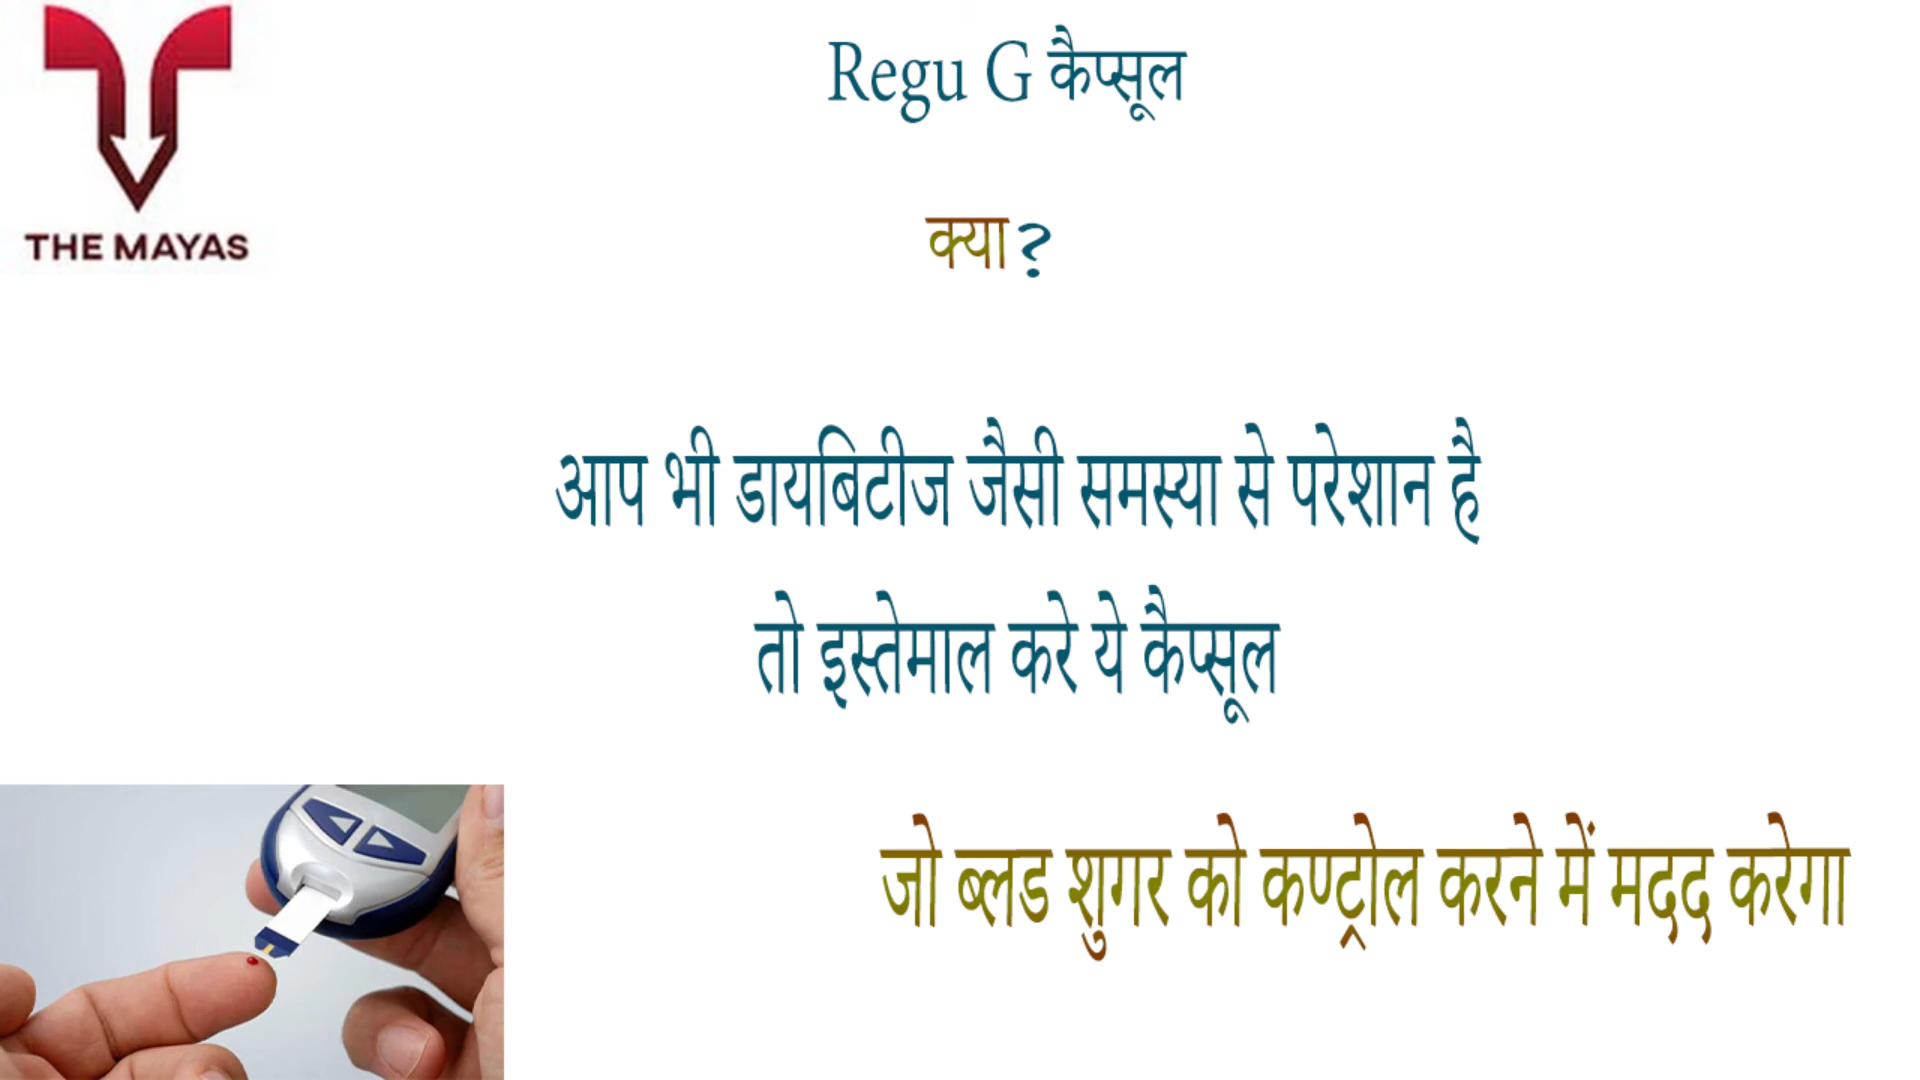 THE MAYAS
Regu G कैप्सूल
क्या?
आप भी डायबिटीज जैसी समस्या से परेशान है
तो इस्तेमाल करे ये कैप्सूल
जो ब्लड शुगर को कण्ट्रोल करने में मदद करेगा